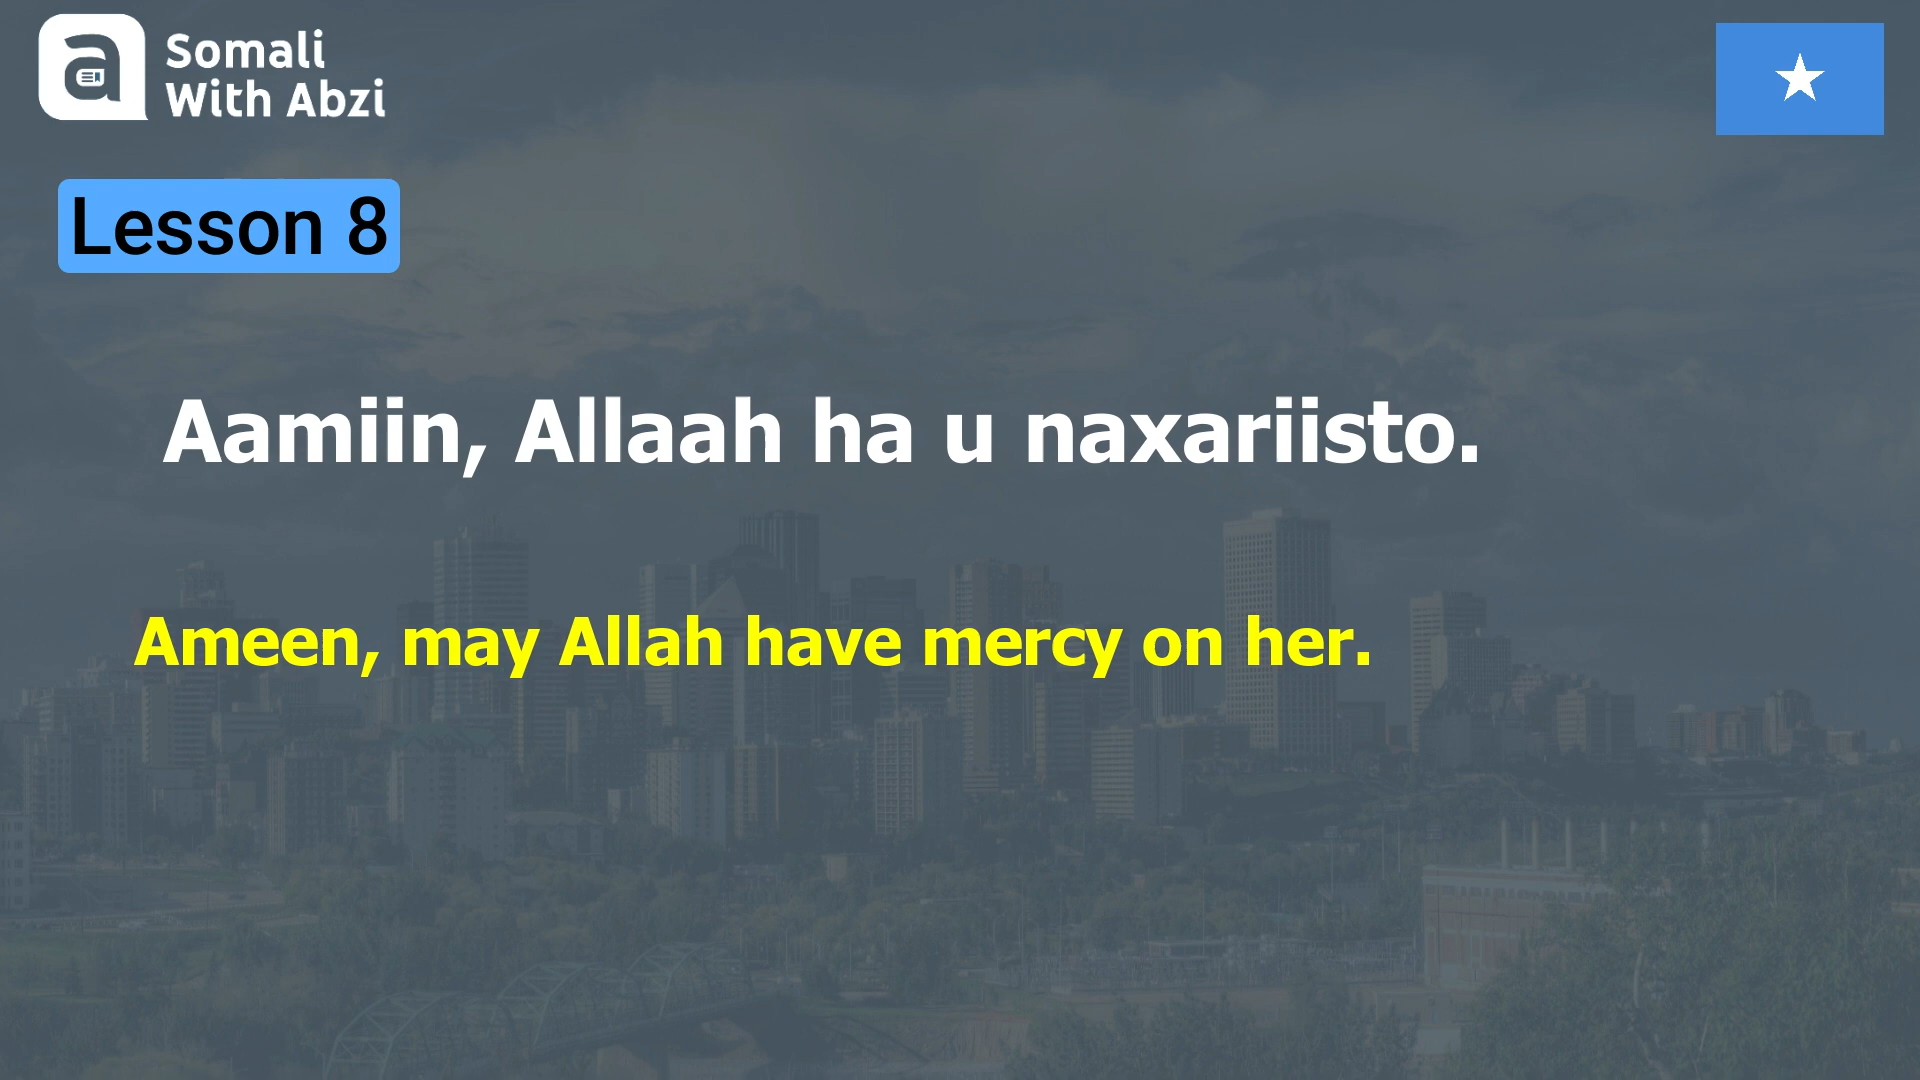 Somali
With Abzi
Lesson 8
Aamiin, Allaah ha u naxariisto.
Ameen, may Allah have mercy on her.